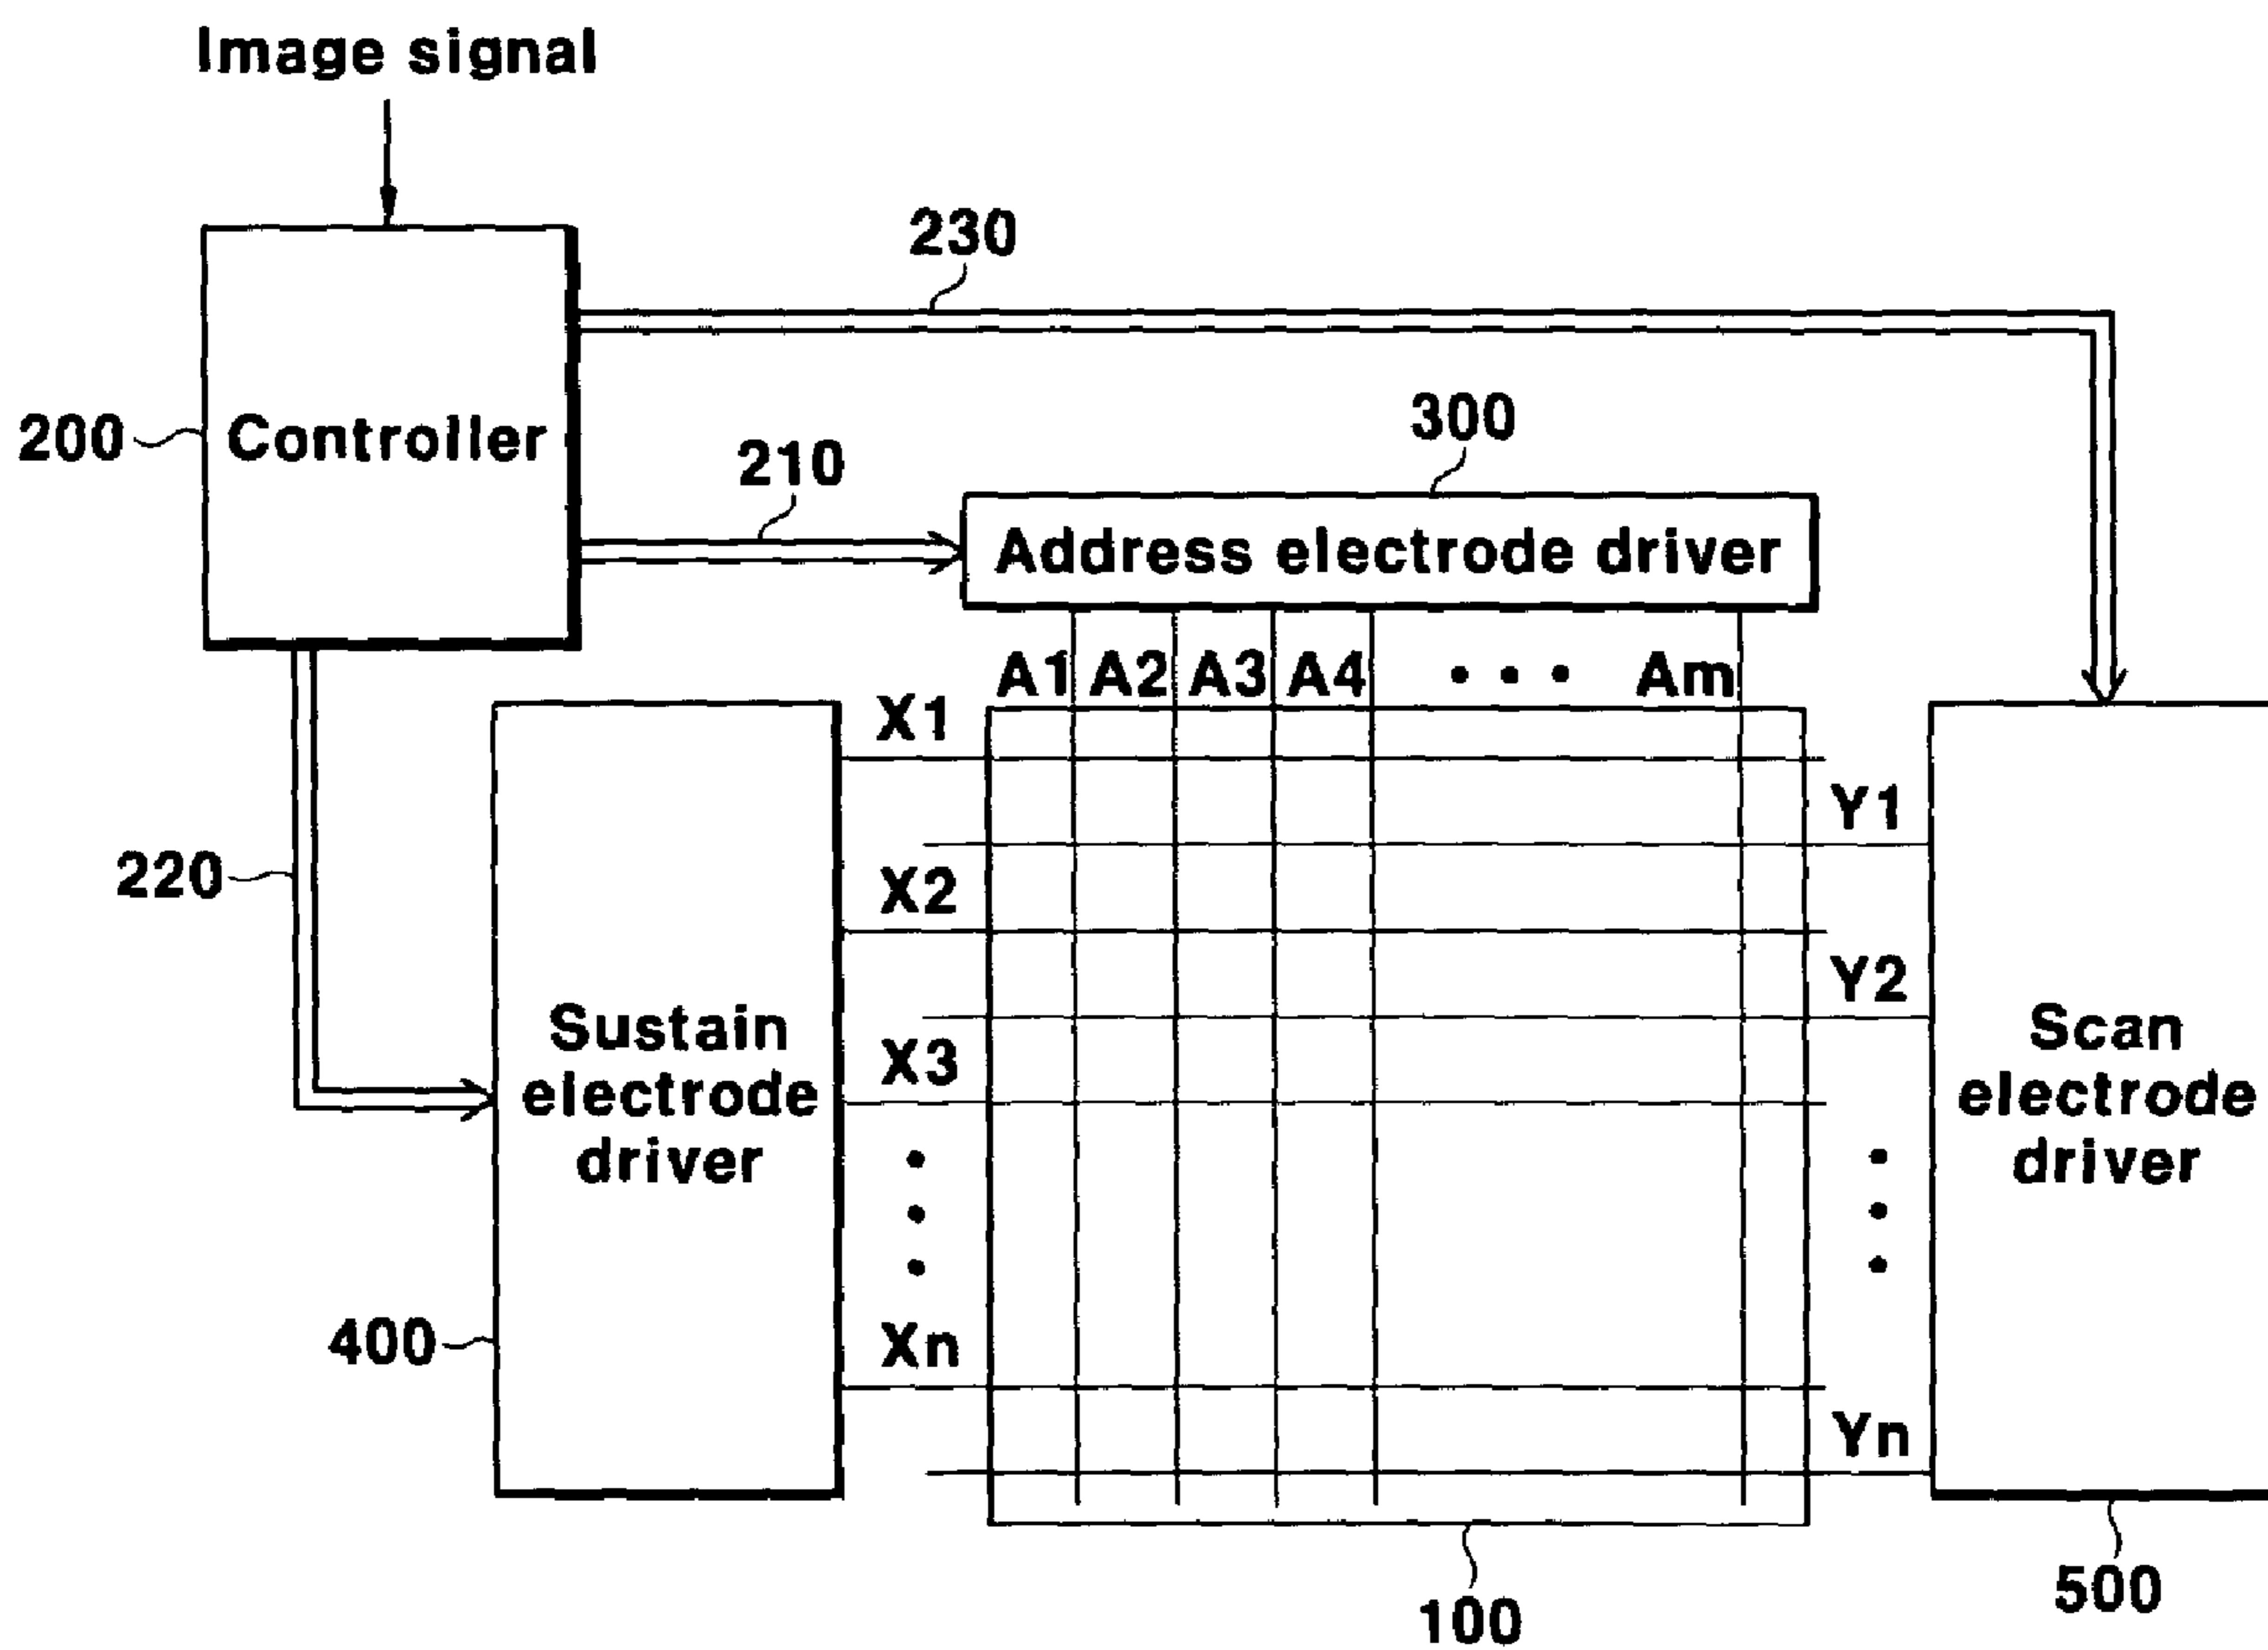 Image signal
230
200
Controller
210
300
Address electrode driver
A1 A2 A3 A4 • • • Am
X1
Y1
220
X2
Y2
X3
Sustain
electrode
driver
Scan
electrode
driver
400
Xn
Yn
100
500